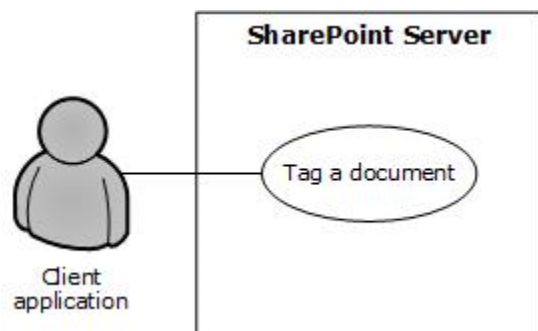 SharePoint Server
Tag a document
Client
application